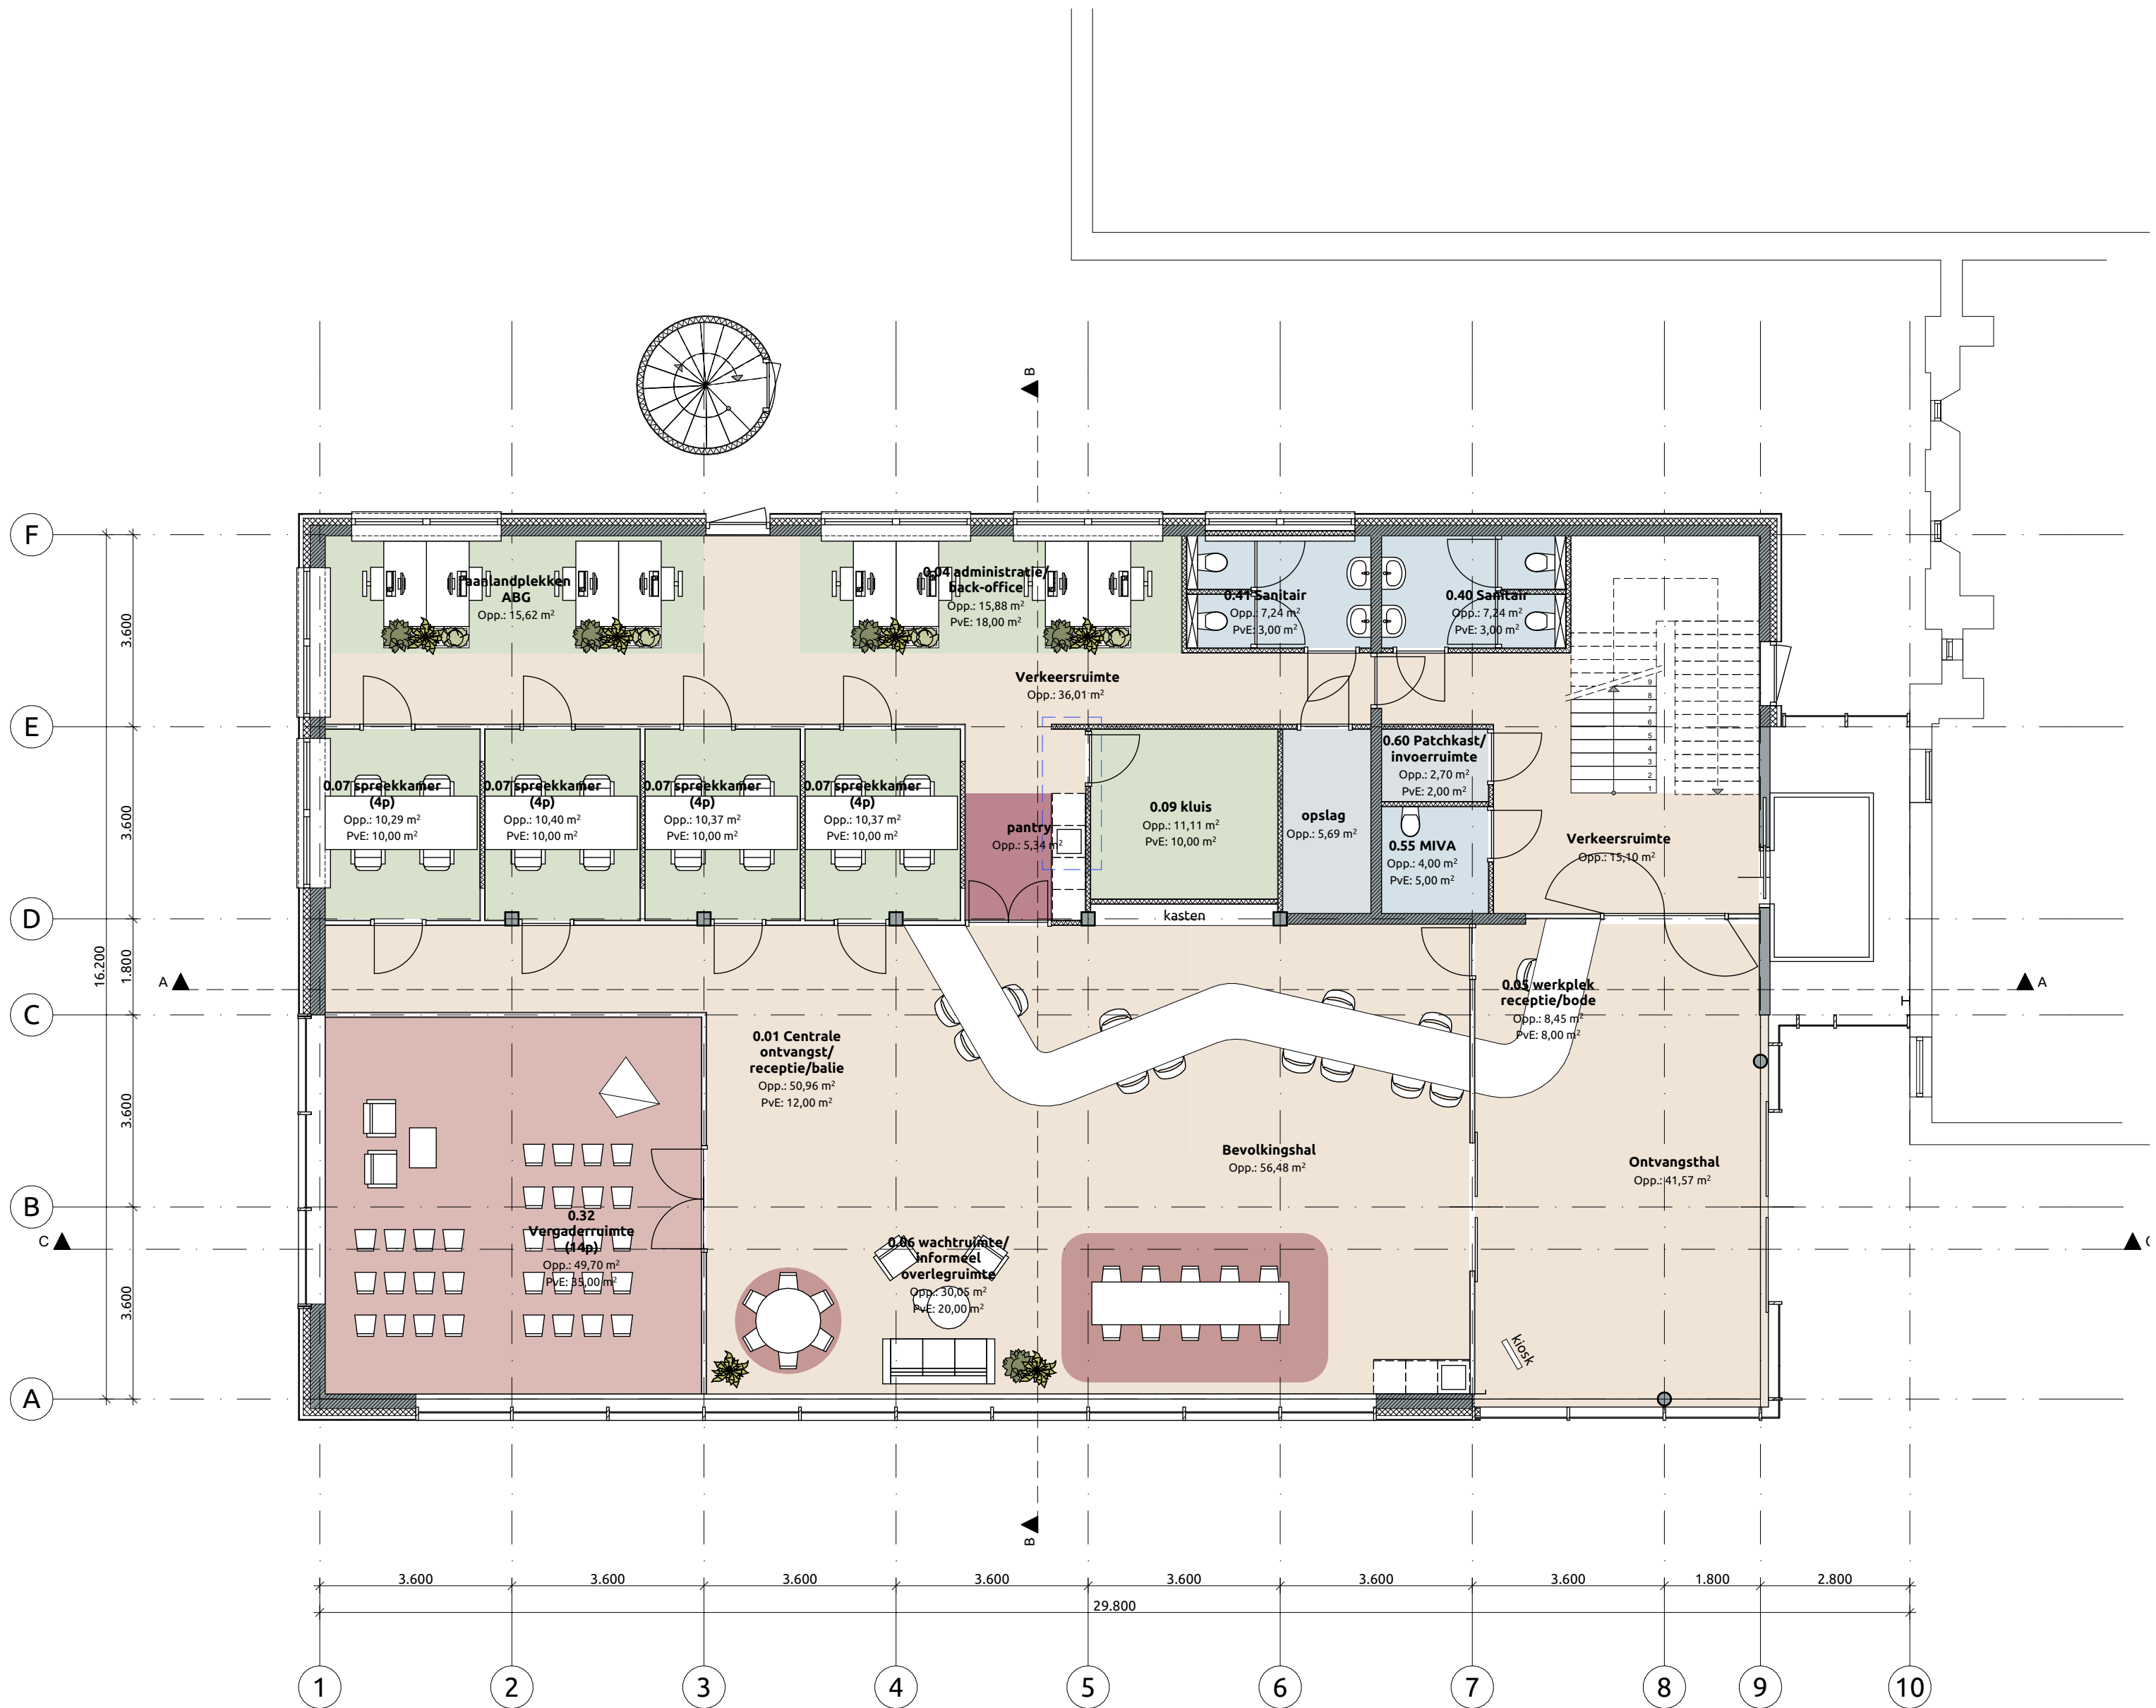 B
F
3.600
Aanlandplekken
ABG
Opp.: 15,62 m²
0.04 administratie/
back-office
Opp.: 15,88 m²
PvE: 18,00 m²
0.41 Sanitair
Opp.: 7,24 m²
PvE: 3,00 m²
0.40 Sanitair
Opp.: 7,24 m²
PvE: 3,00 m²
Verkeersruimte
Opp.: 36,01 m²
9
8
7
6
5
4
3
2
1
E
3.600
0.07 spreekkamer
(4p)
Opp.: 10,29 m²
PvE: 10,00 m²
0.07 spreekkamer
(4p)
Opp.: 10,40 m²
PvE: 10,00 m²
0.07 spreekkamer
(4p)
Opp.: 10,37 m²
PvE: 10,00 m²
0.07 spreekkamer
(4p)
Opp.: 10,37 m²
PvE: 10,00 m²
pantry
Opp.: 5,34 m²
0.09 kluis
Opp.: 11,11 m²
PvE: 10,00 m²
opslag
Opp.: 5,69 m²
0.60 Patchkast/
invoerruimte
Opp.: 2,70 m²
PvE: 2,00 m²
0.55 MIVA
Opp.: 4,00 m²
PvE: 5,00 m²
Verkeersruimte
Opp.: 15,10 m²
D
kasten
16.200
1.800
A
A
0.05 werkplek
receptie/bode
Opp.: 8,45 m²
PvE: 8,00 m²
C
0.01 Centrale
ontvangst/
receptie/balie
Opp.: 50,96 m²
PvE: 12,00 m²
3.600
Bevolkingshal
Opp.: 56,48 m²
Ontvangsthal
Opp.: 41,57 m²
B
0.32
Vergaderruimte
(14p)
Opp.: 49,70 m²
PvE: 35,00 m²
C
0.06 wachtruimte/
informeel
overlegruimte
Opp.: 30,05 m²
PvE: 20,00 m²
3.600
kiosk
A
B
3.600
3.600
3.600
3.600
3.600
3.600
3.600
1.800
2.800
29.800
1
2
3
4
5
6
7
8
9
10